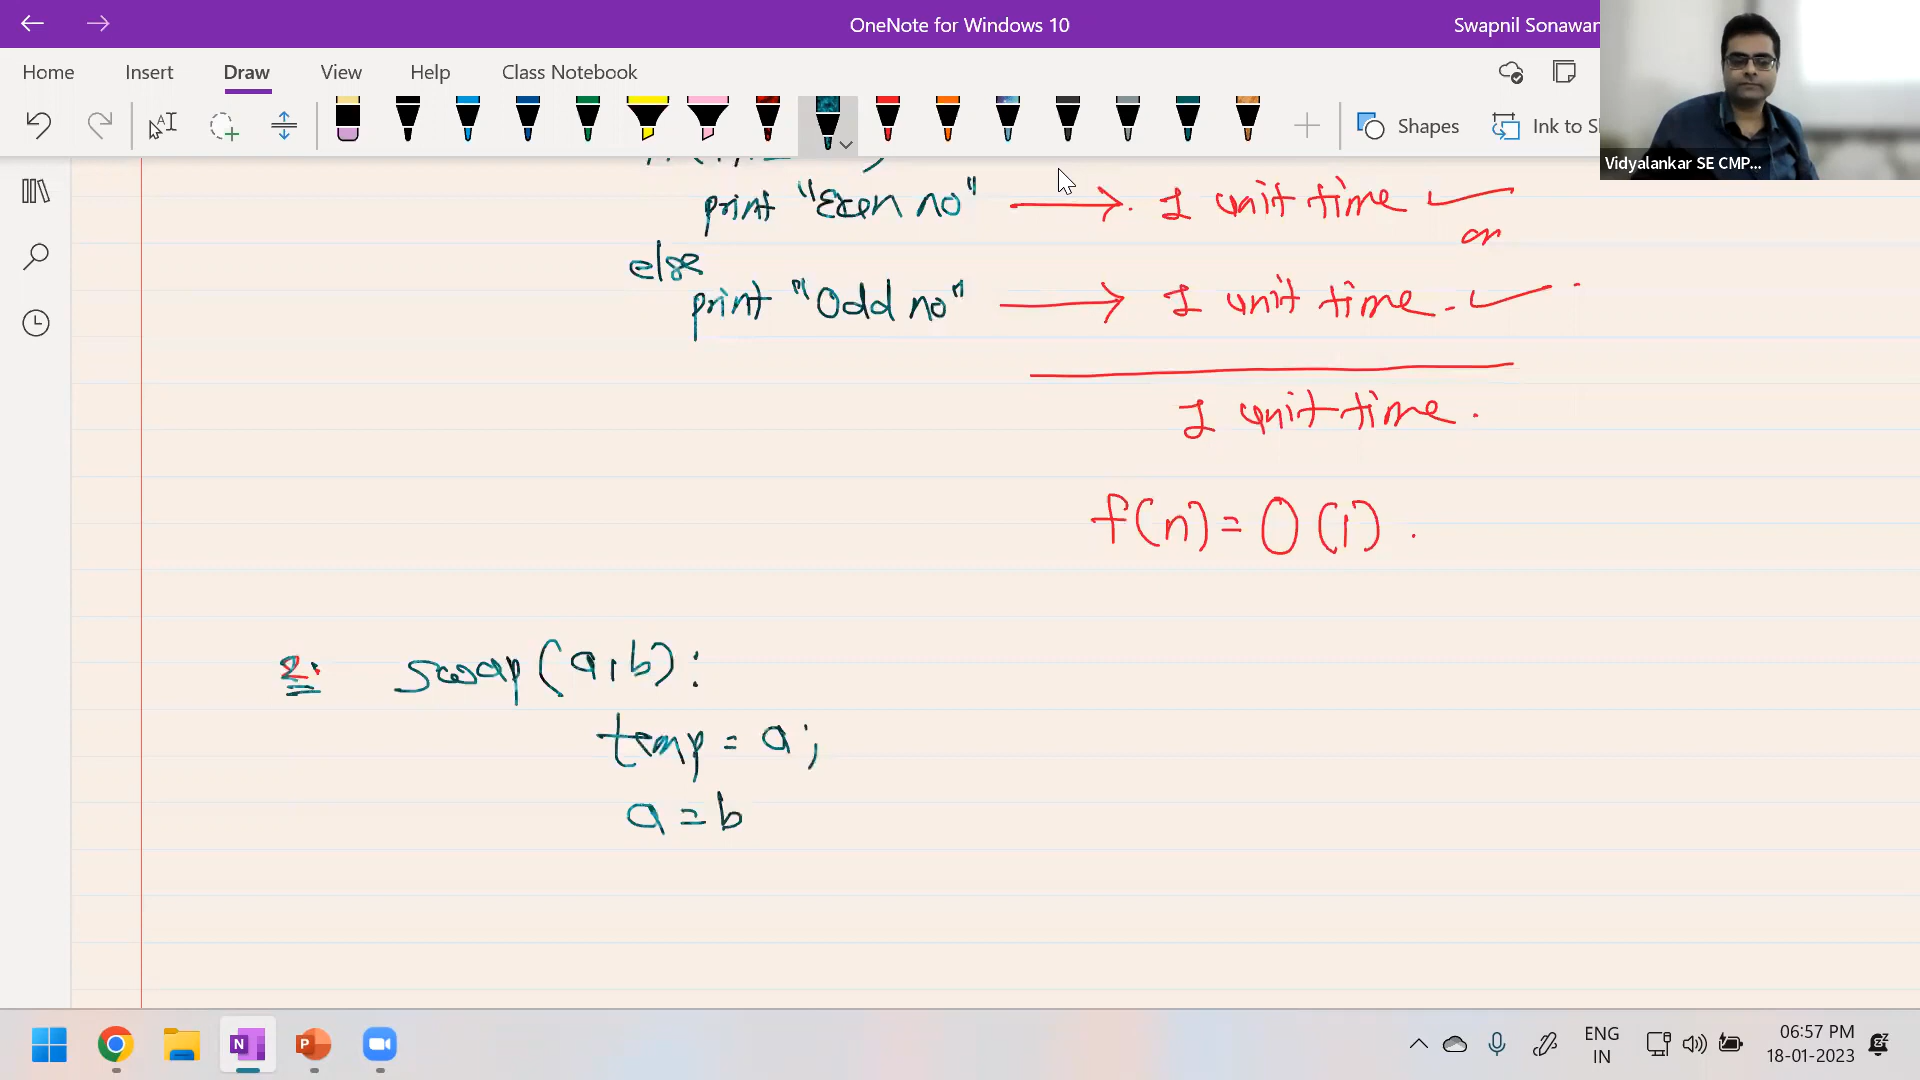 OneNote for Windows 10
Swapnil Sonawan
Home Insert Draw View Help Class Notebook
Shapes
Ink to S
Vidyalankar SE CMP...
print "Even no" → 1 unit time
or
else
print "Odd no" → 1 unit time.
1 unit time.
f(n) = O(1).
2. swap(a,b):
temp = a;
a = b
ENG
IN
06:57 PM
18-01-2023